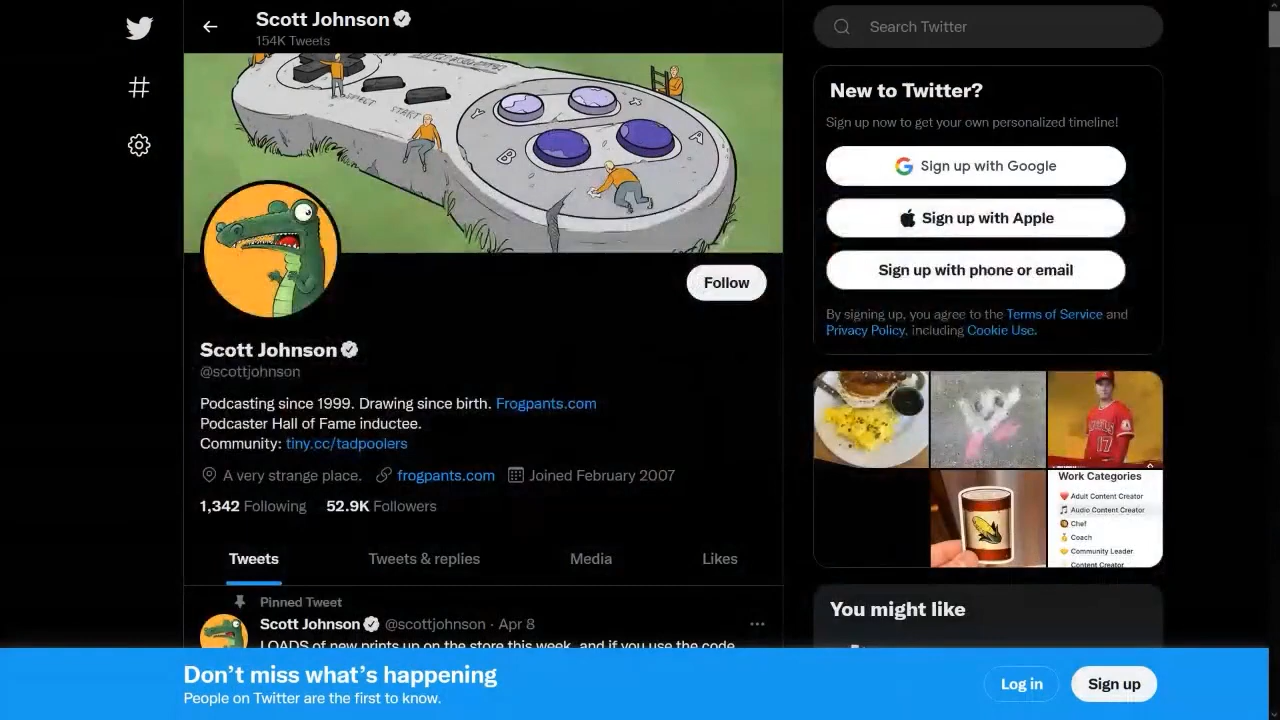 Scott Johnson
154K Tweets
SELECT
START
Y
X
B
A
Follow
Scott Johnson
@scottjohnson
Podcasting since 1999. Drawing since birth. Frogpants.com
Podcaster Hall of Fame inductee.
Community: tiny.cc/tadpoolers
A very strange place. frogpants.com Joined February 2007
1,342 Following 52.9K Followers
Tweets Tweets & replies Media Likes
Pinned Tweet
Scott Johnson @scottjohnson · Apr 8
LOADS of new prints up on the store this week, and if you use the code
Search Twitter
New to Twitter?
Sign up now to get your own personalized timeline!
Sign up with Google
Sign up with Apple
Sign up with phone or email
By signing up, you agree to the Terms of Service and
Privacy Policy, including Cookie Use.
ANGELS
17
Work Categories
Adult Content Creator
Audio Content Creator
Chef
Coach
Community Leader
Content Creator
You might like
Don't miss what's happening
People on Twitter are the first to know.
Log in
Sign up